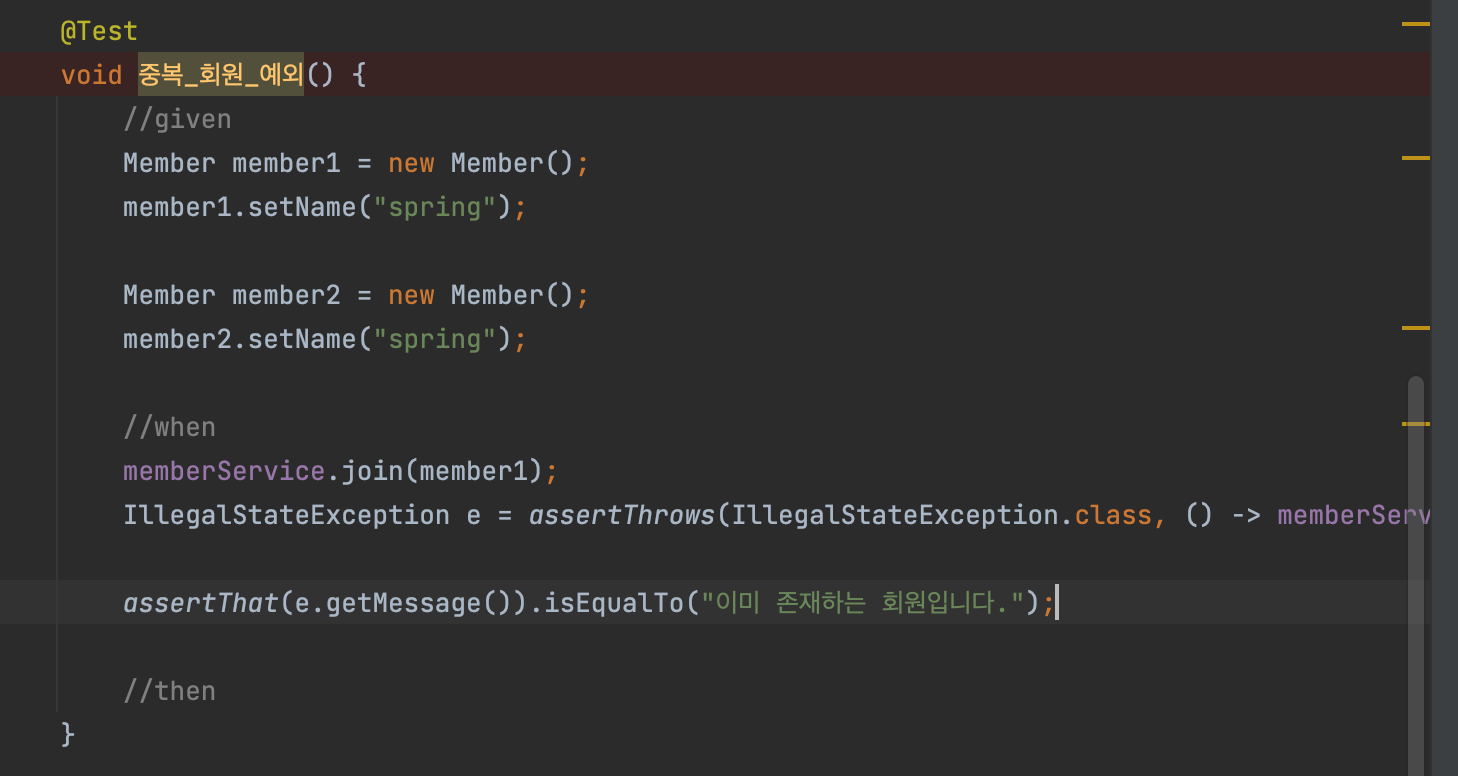 @Test
void 중복_회원_예외() {
//given
Member member1 = new Member();
member1.setName("spring");
Member member2 = new Member();
member2.setName("spring");
//when
memberService.join(member1);
IllegalStateException e = assertThrows(IllegalStateException.class, () -> memberServ
assertThat(e.getMessage()).isEqualTo("이미 존재하는 회원입니다.");
//then
}